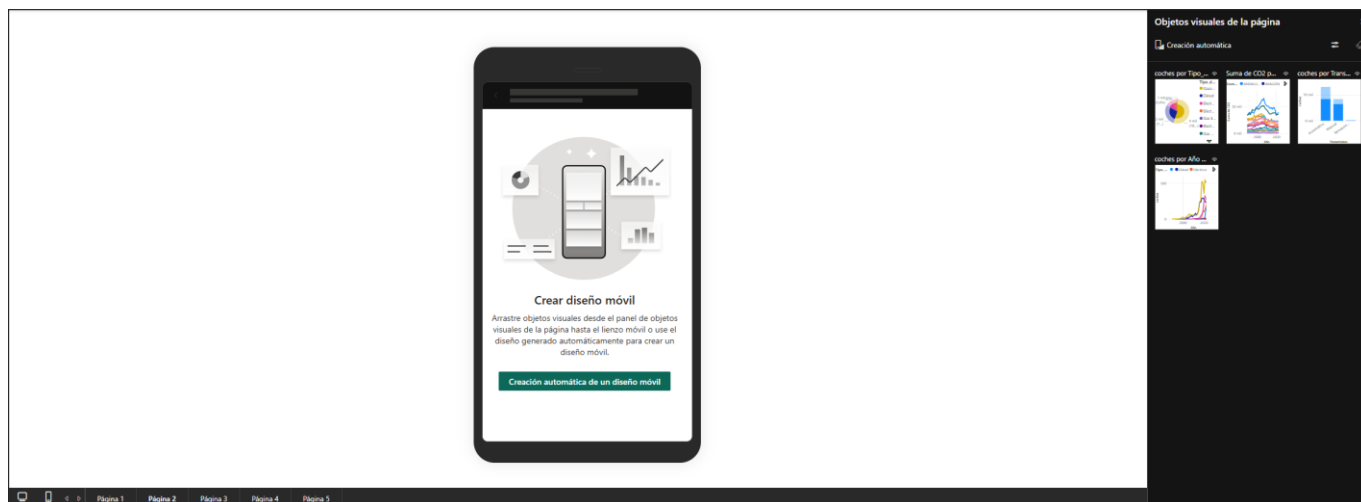 Objetos visuales de la página
Creación automática
coches por Tipo_... Suma de CO2 p... coches por Trans...
coches por Año ...
Crear diseño móvil
Arrastre objetos visuales desde el panel de objetos
visuales de la página hasta el lienzo móvil o use el
diseño generado automáticamente para crear un
diseño móvil.
Creación automática de un diseño móvil
Página 1 Página 2 Página 3 Página 4 Página 5